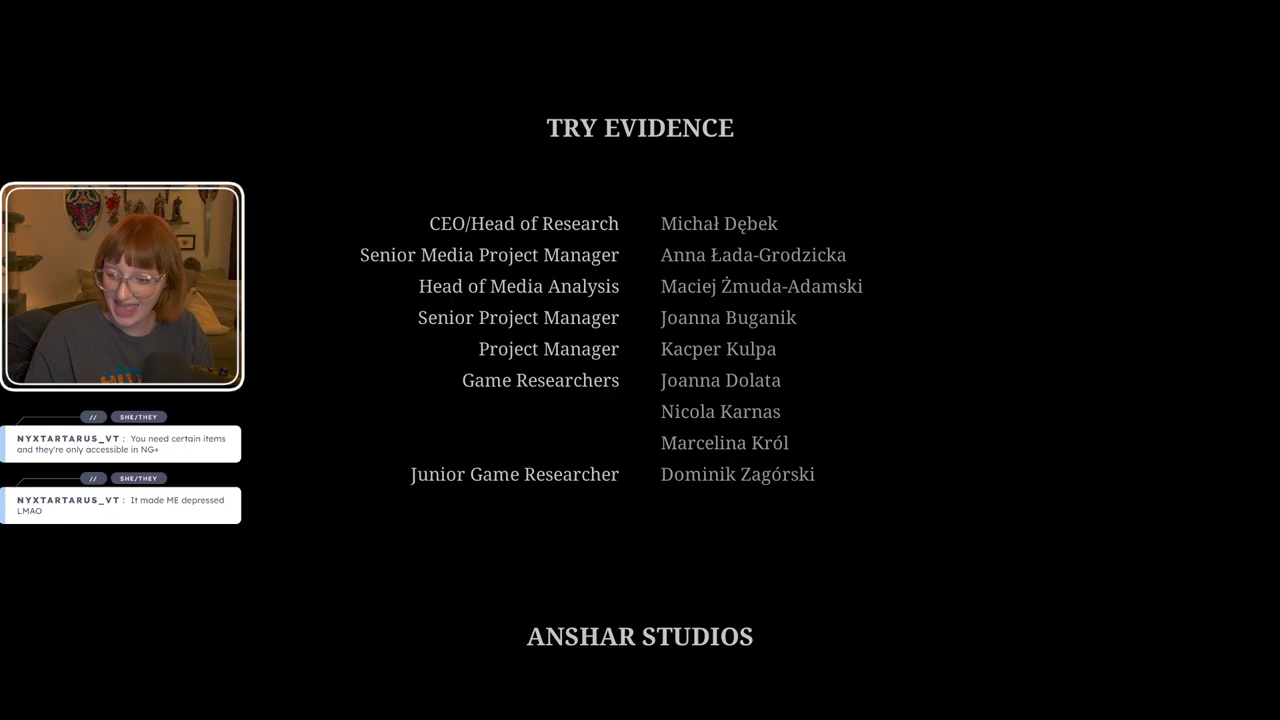 TRY EVIDENCE
CEO/Head of Research Michał Dębek
Senior Media Project Manager Anna Łada-Grodzicka
Head of Media Analysis Maciej Żmuda-Adamski
Senior Project Manager Joanna Buganik
Project Manager Kacper Kulpa
Game Researchers Joanna Dolata
Nicola Karnas
Marcelina Król
Junior Game Researcher Dominik Zagórski
ANSHAR STUDIOS
// SHE/THEY
NYXTARTARUS_VT : You need certain items
and they're only accessible in NG+
// SHE/THEY
NYXTARTARUS_VT : It made ME depressed
LMAO